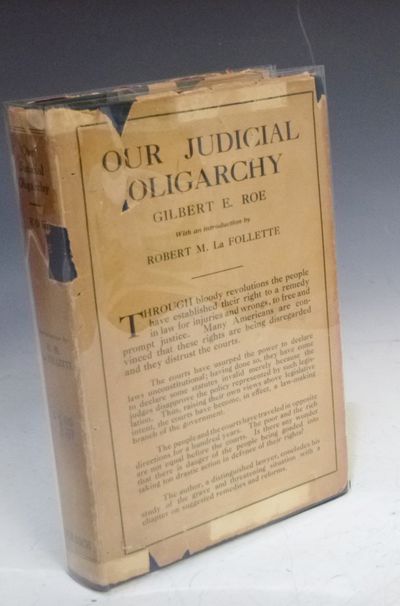 OUR JUDICIAL
OLIGARCHY
GILBERT E. ROE
With an introduction by
ROBERT M. La FOLLETTE
THROUGH bloody revolutions the people
have established their right to a remedy
in law for injuries and wrongs, to free and
prompt justice. Many Americans are con-
vinced that these rights are being disregarded
and they distrust the courts.
The courts have usurped the power to declare
laws unconstitutional; having done so, they have come
to declare some statutes invalid merely because the
judges disapprove the policy represented by such legis-
lation. Thus, raising their own views above legislative
intent, the courts have become, in effect, a law-making
branch of the government.
The people and the courts have traveled in opposite
directions for a hundred years. The poor and the rich
are not equal before the courts. Is there any wonder
that there is danger of the people being goaded into
taking too drastic action in defense of their rights?
The author, a distinguished lawyer, concludes his
study of the grave and threatening situation with a
chapter on suggested remedies and reforms.
Our
Judicial
Oligarchy
ROE